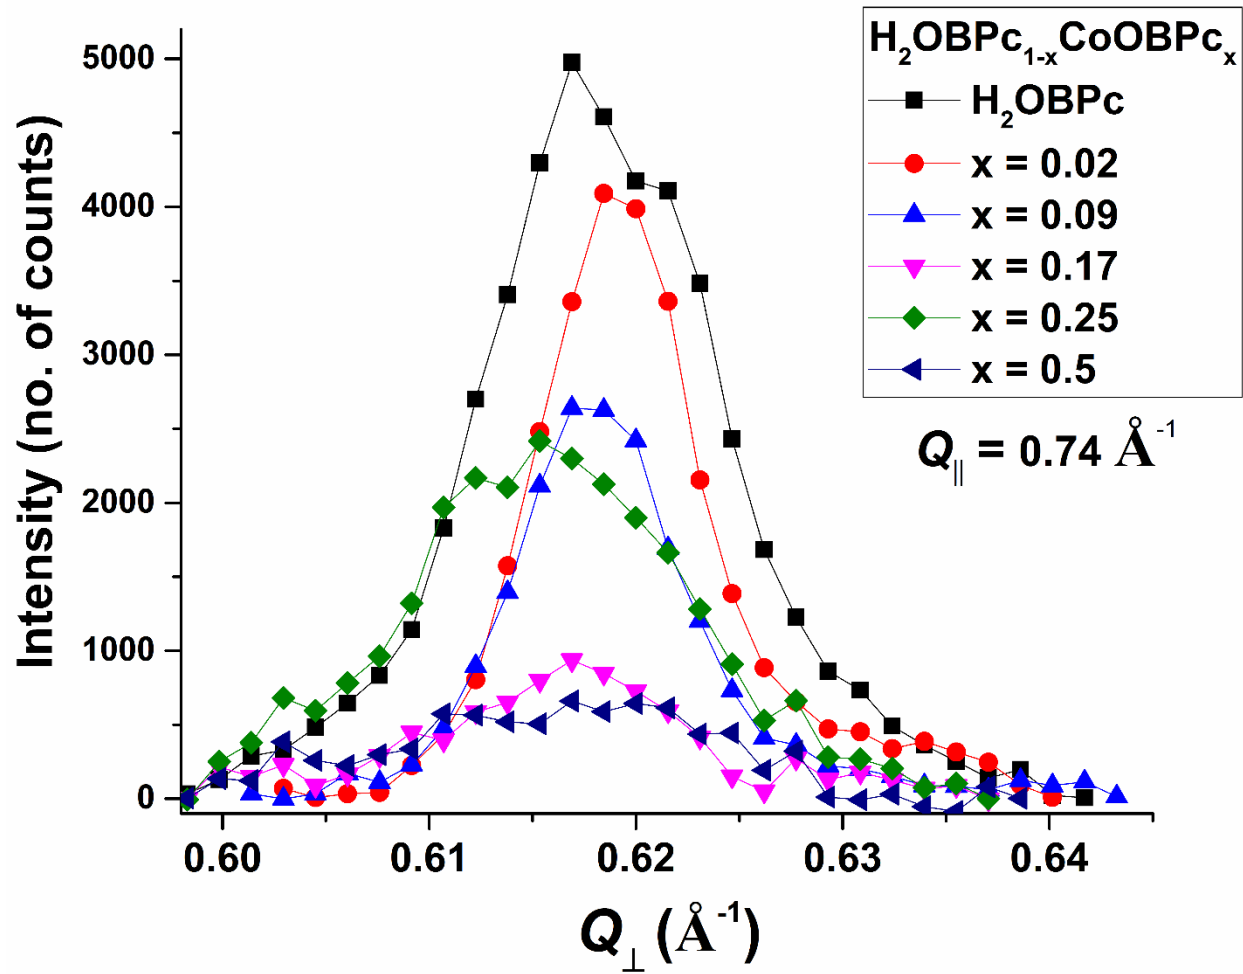 H₂OBPc₁₋ₓCoOBPcₓ
H₂OBPc
x = 0.02
x = 0.09
x = 0.17
x = 0.25
x = 0.5
Q∥ = 0.74 Å⁻¹
Intensity (no. of counts)
5000
4000
3000
2000
1000
0
0.60 0.61 0.62 0.63 0.64
Q⊥ (Å⁻¹)